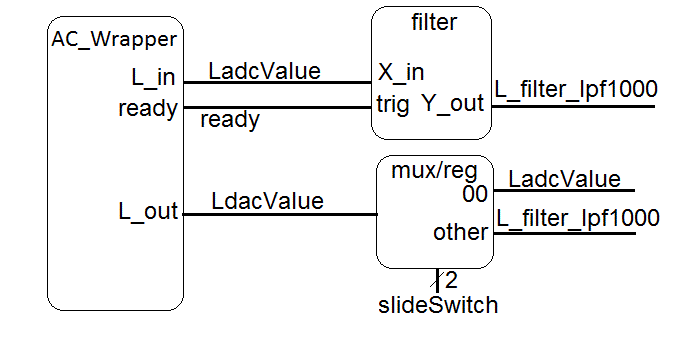 AC_Wrapper
filter
L_in
LadcValue
X_in
ready
ready
trig
Y_out
L_filter_lpf1000
mux/reg
00
LadcValue
L_out
LdacValue
other
L_filter_lpf1000
2
slideSwitch